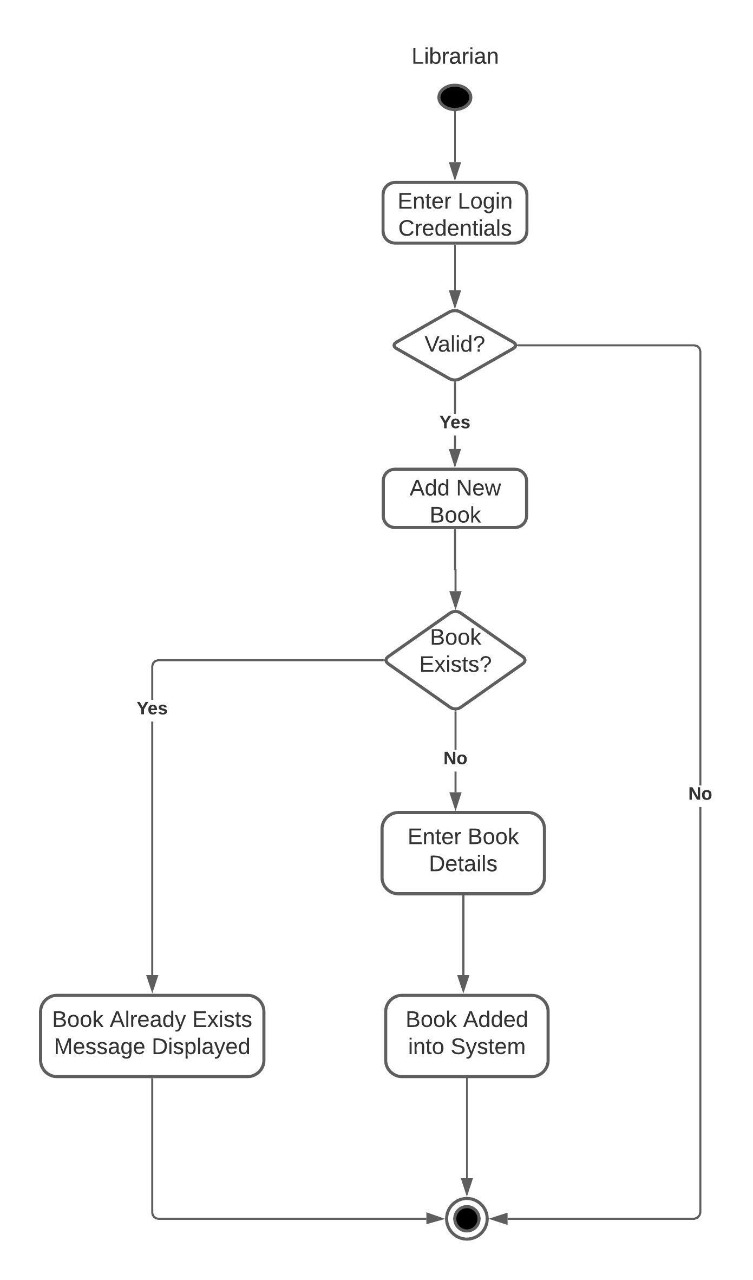 Librarian
Enter Login
Credentials
Valid?
Yes
Add New
Book
Book
Exists?
Yes
No
No
Enter Book
Details
Book Already Exists
Message Displayed
Book Added
into System